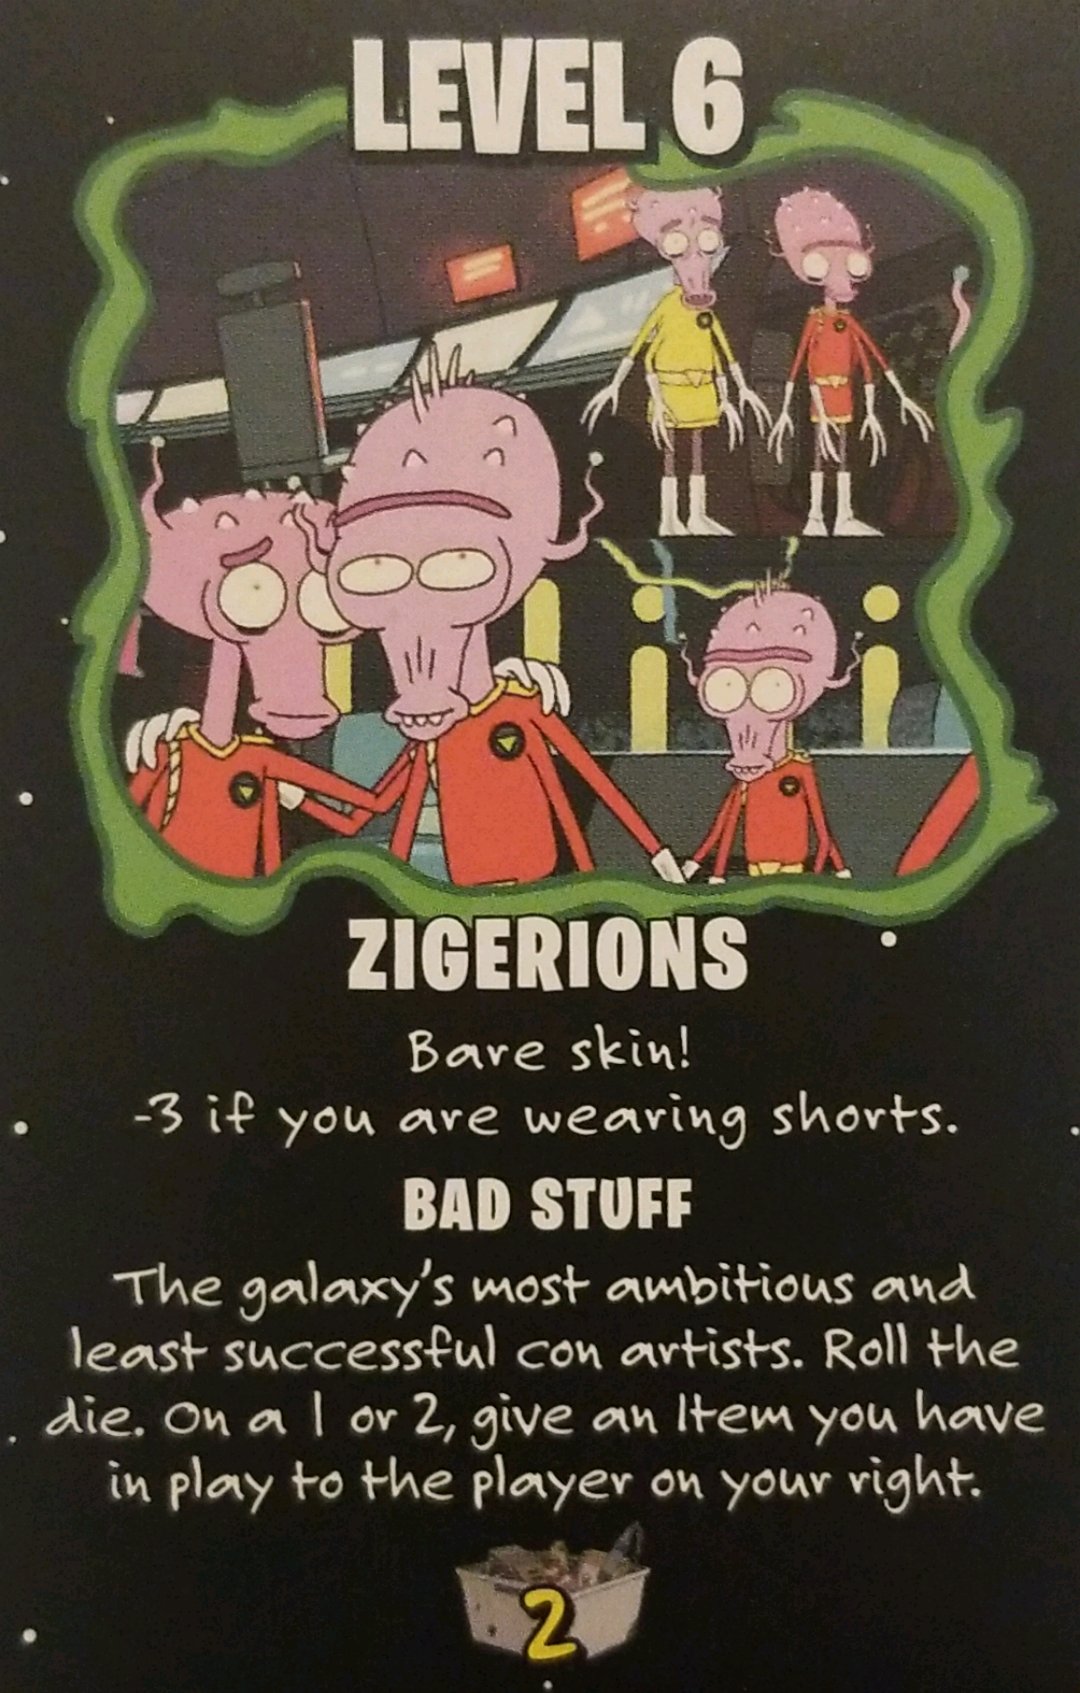 LEVEL 6
ZIGERIONS
Bare skin!
-3 if you are wearing shorts.
BAD STUFF
The galaxy's most ambitious and
least successful con artists. Roll the
die. On a 1 or 2, give an Item you have
in play to the player on your right.
2